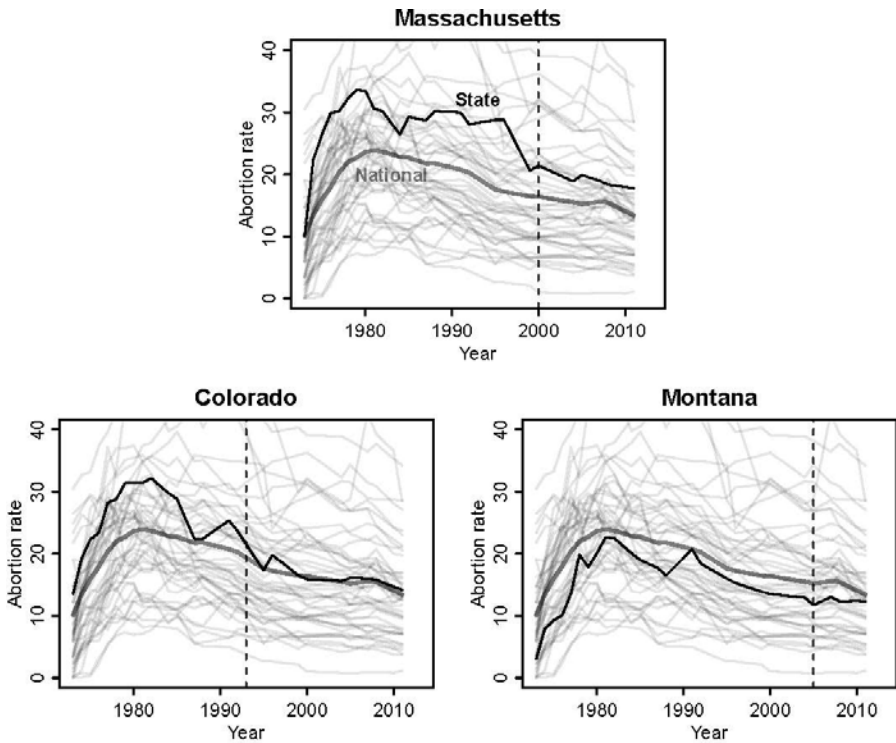 Massachusetts
State
National
Abortion rate
0 10 20 30 40
1980 1990 2000 2010
Year
Colorado
Abortion rate
0 10 20 30 40
1980 1990 2000 2010
Year
Montana
Abortion rate
0 10 20 30 40
1980 1990 2000 2010
Year